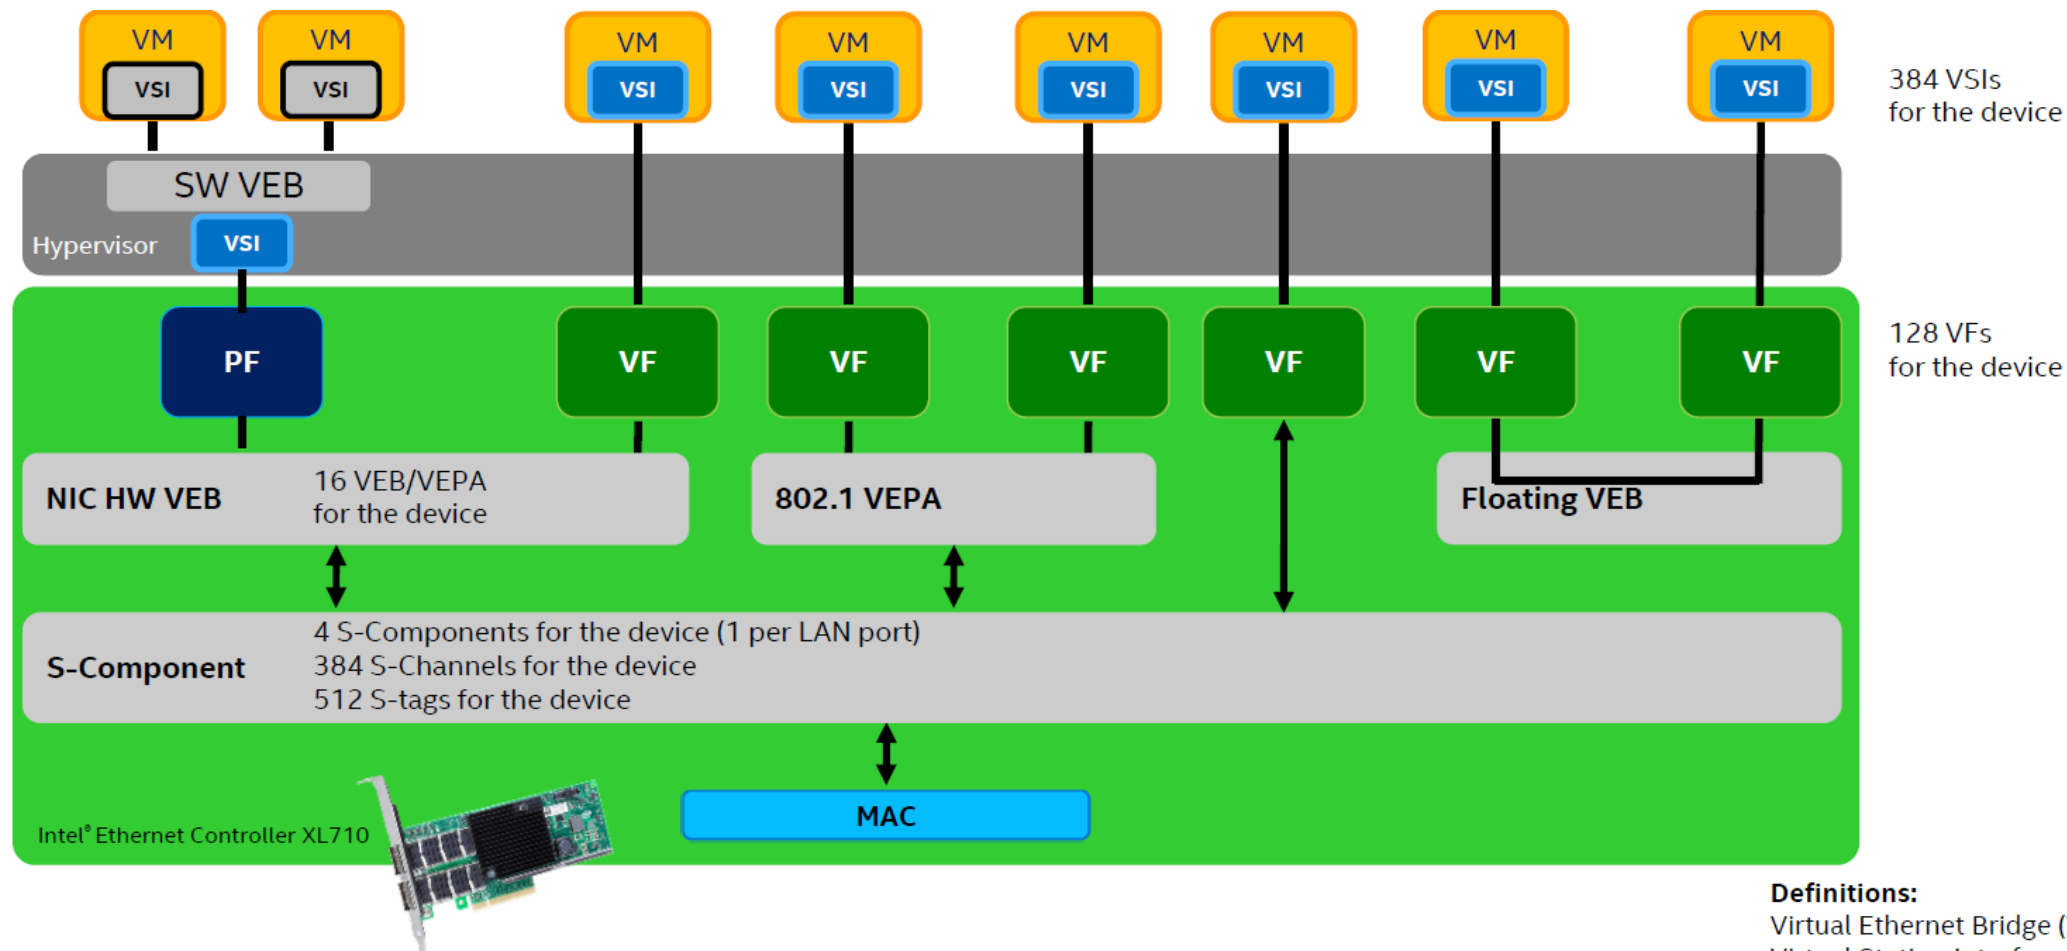 VM
VM
VM
VM
VM
VM
VM
VM
VSI
VSI
VSI
VSI
VSI
VSI
VSI
VSI
384 VSIs
for the device
SW VEB
Hypervisor
VSI
PF
VF
VF
VF
VF
VF
VF
128 VFs
for the device
NIC HW VEB
16 VEB/VEPA
for the device
802.1 VEPA
Floating VEB
S-Component
4 S-Components for the device (1 per LAN port)
384 S-Channels for the device
512 S-tags for the device
MAC
Intel® Ethernet Controller XL710
Definitions:
Virtual Ethernet Bridge (